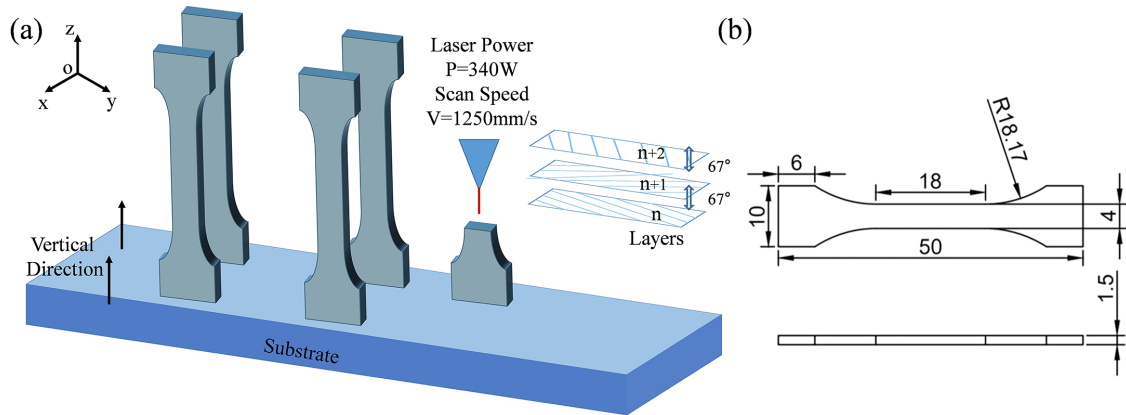 (a)
z
o
x
y
Laser Power
P=340W
Scan Speed
V=1250mm/s
n+2
67°
n+1
67°
n
Layers
Vertical
Direction
Substrate
(b)
R18.17
6
18
10
4
50
1.5